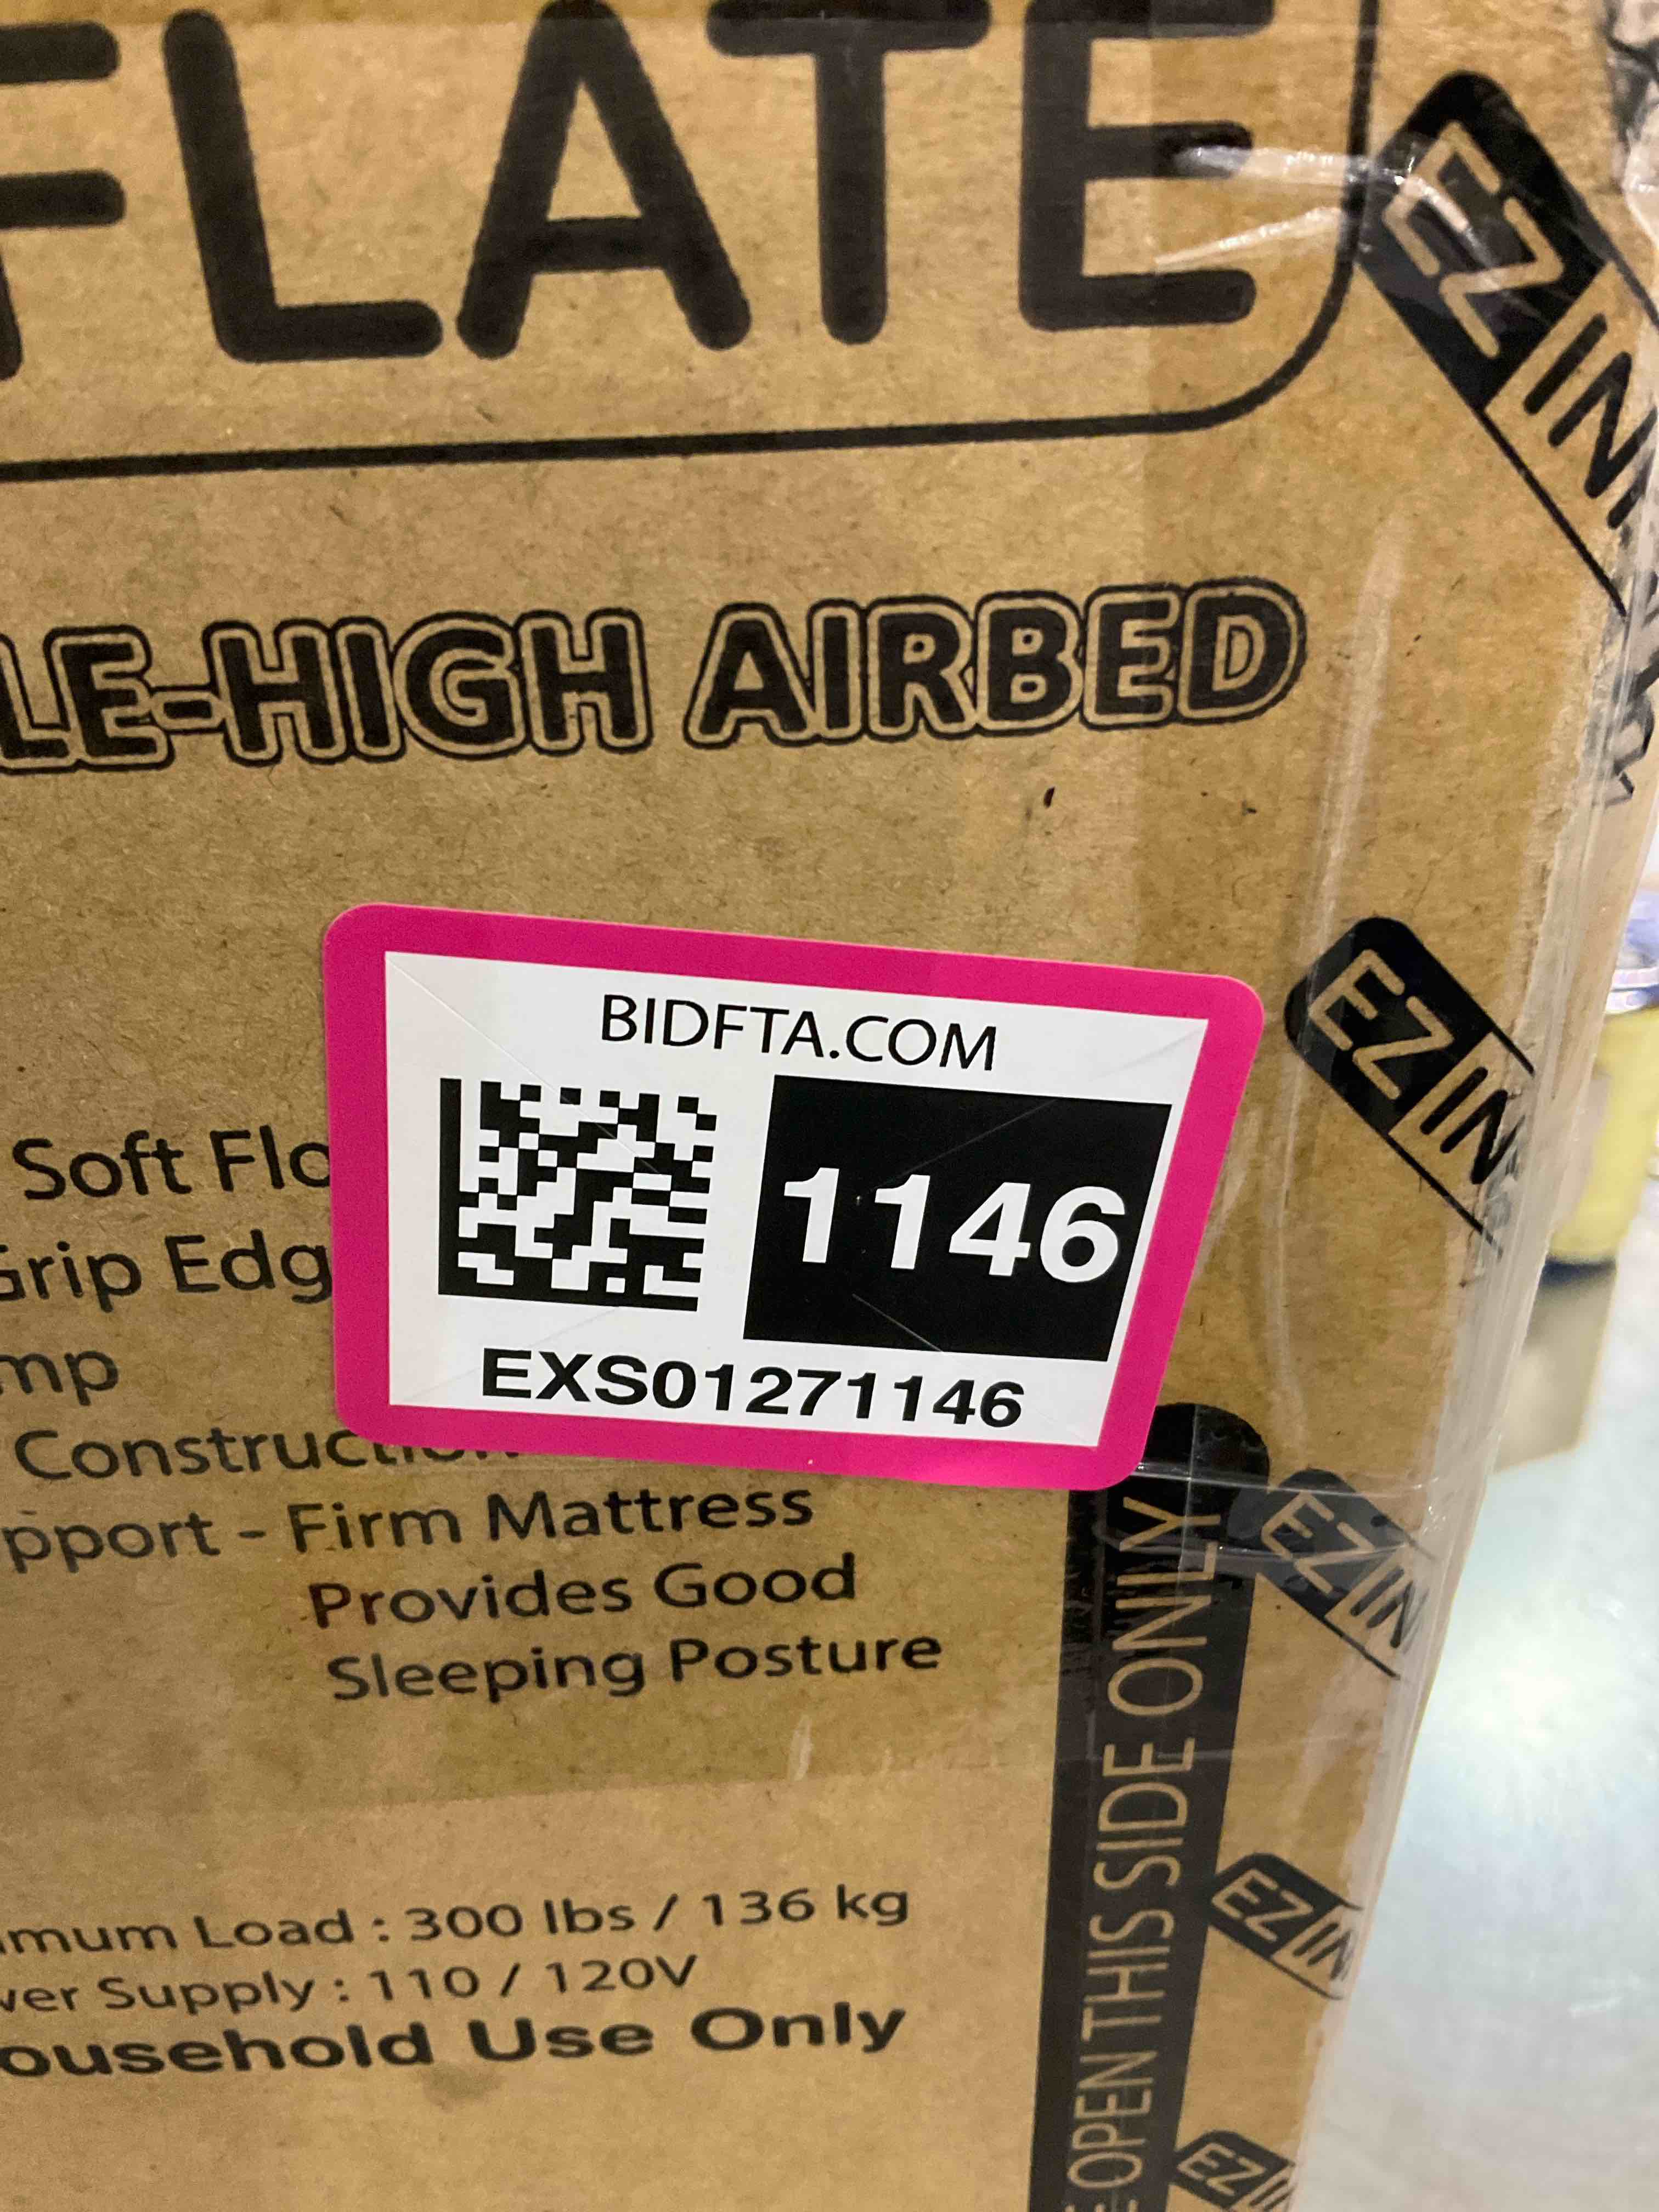 FLATE
EZ INF
LE-HIGH AIRBED
BIDFTA.COM
1146
EXS01271146
EZ IN
Soft Flo
Grip Edg
mp
Construction
pport - Firm Mattress
Provides Good
Sleeping Posture
EZ IN
mum Load : 300 lbs / 136 kg
wer Supply : 110 / 120V
ousehold Use Only
EZ IN
E OPEN THIS SIDE ONLY
EZ I